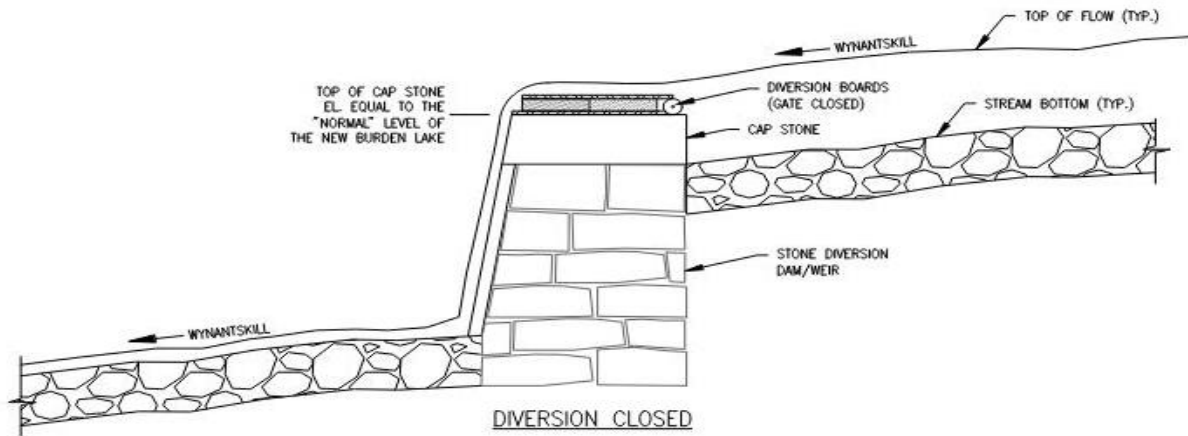 TOP OF FLOW (TYP.)
WYNANTSKILL
TOP OF CAP STONE
EL. EQUAL TO THE
"NORMAL" LEVEL OF
THE NEW BURDEN LAKE
DIVERSION BOARDS
(GATE CLOSED)
STREAM BOTTOM (TYP.)
CAP STONE
STONE DIVERSION
DAM/WEIR
WYNANTSKILL
DIVERSION CLOSED